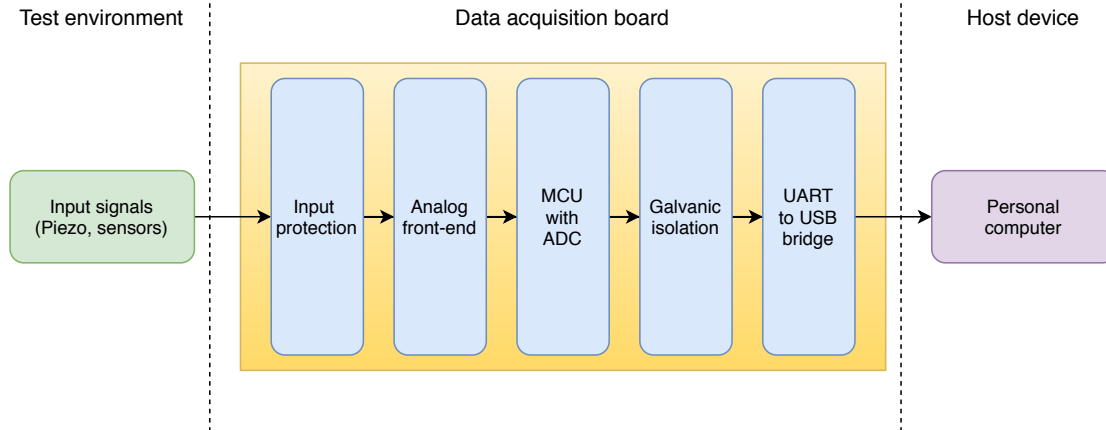 Test environment
Data acquisition board
Host device
Input signals
(Piezo, sensors)
Input
protection
Analog
front-end
MCU
with
ADC
Galvanic
isolation
UART
to USB
bridge
Personal
computer